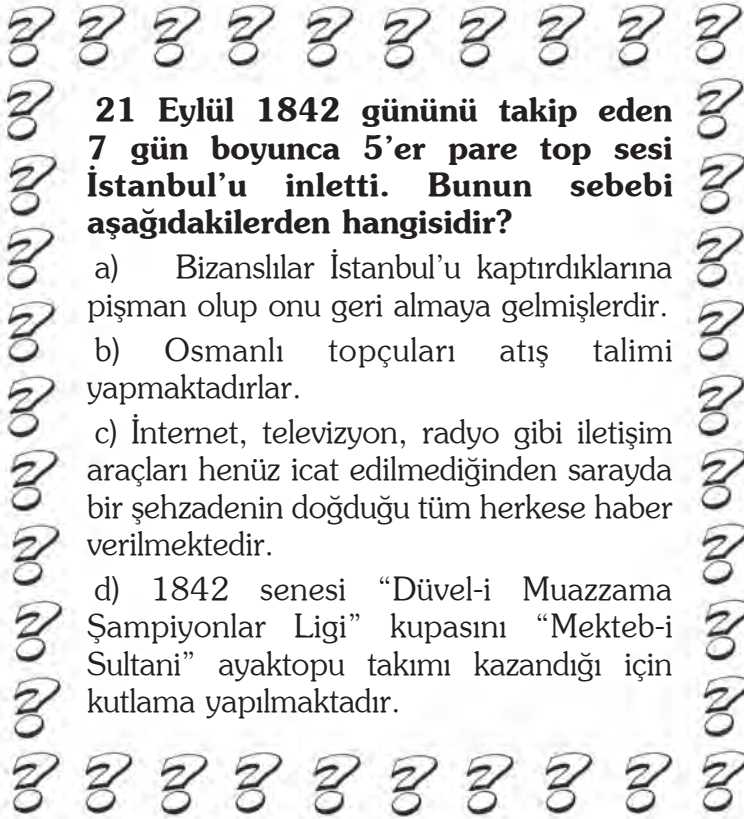 21 Eylül 1842 gününü takip eden
7 gün boyunca 5’er pare top sesi
İstanbul’u inletti. Bunun sebebi
aşağıdakilerden hangisidir?
a) Bizanslılar İstanbul’u kaptırdıklarına
pişman olup onu geri almaya gelmişlerdir.
b) Osmanlı topçuları atış talimi
yapmaktadırlar.
c) İnternet, televizyon, radyo gibi iletişim
araçları henüz icat edilmediğinden sarayda
bir şehzadenin doğduğu tüm herkese haber
verilmektedir.
d) 1842 senesi “Düvel-i Muazzama
Şampiyonlar Ligi” kupasını “Mekteb-i
Sultani” ayaktopu takımı kazandığı için
kutlama yapılmaktadır.